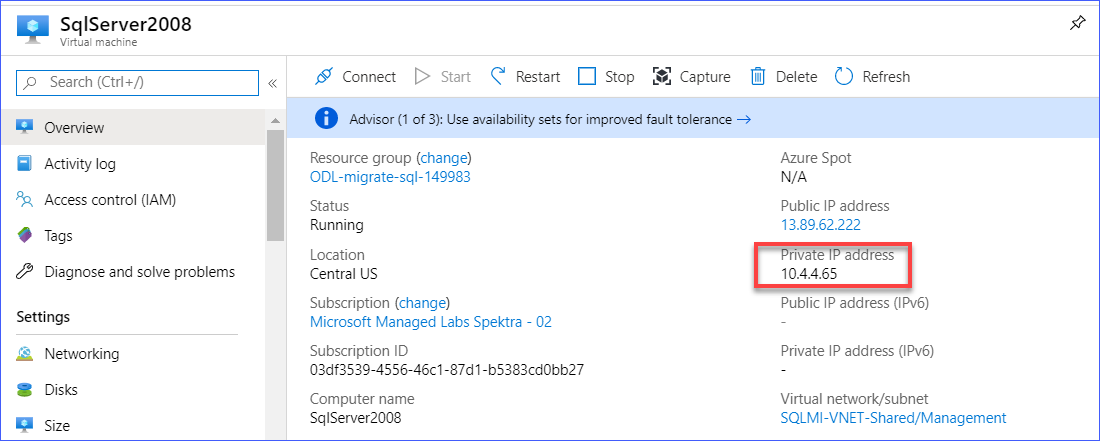 SqlServer2008
Virtual machine
Search (Ctrl+/)
«
Overview
Activity log
Access control (IAM)
Tags
Diagnose and solve problems
Settings
Networking
Disks
Size
Connect Start Restart Stop Capture Delete Refresh
Advisor (1 of 3): Use availability sets for improved fault tolerance →
Resource group (change)
ODL-migrate-sql-149983
Status
Running
Location
Central US
Subscription (change)
Microsoft Managed Labs Spektra - 02
Subscription ID
03df3539-4556-46c1-87d1-b5383cd0bb27
Computer name
SqlServer2008
Azure Spot
N/A
Public IP address
13.89.62.222
Private IP address
10.4.4.65
Public IP address (IPv6)
-
Private IP address (IPv6)
-
Virtual network/subnet
SQLMI-VNET-Shared/Management